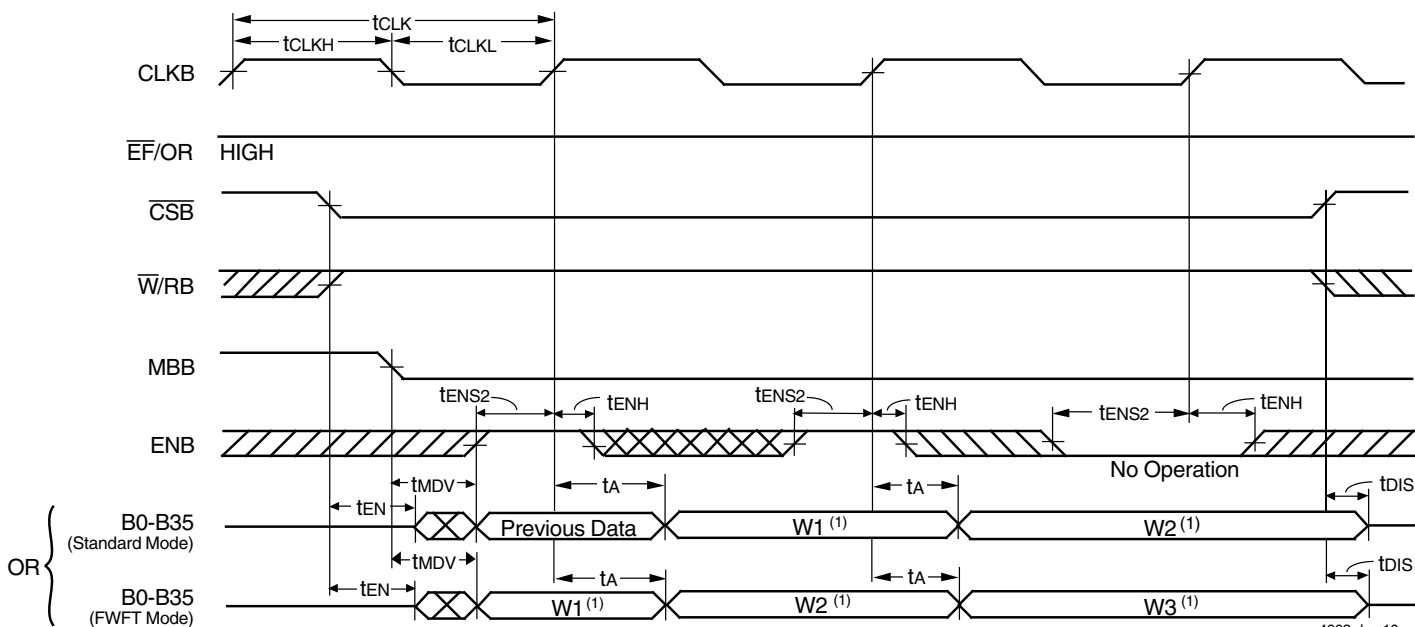 tCLK
tCLKH tCLKL
CLKB
EF/OR HIGH
CSB
W/RB
MBB
tENS2 tENH tENS2 tENH tENS2 tENH
ENB
No Operation
tMDV tA tA tDIS
tEN
B0-B35 Previous Data W1 (1) W2 (1)
(Standard Mode)
OR
tMDV tA tA tDIS
tEN
B0-B35 W1 (1) W2 (1) W3 (1)
(FWFT Mode)